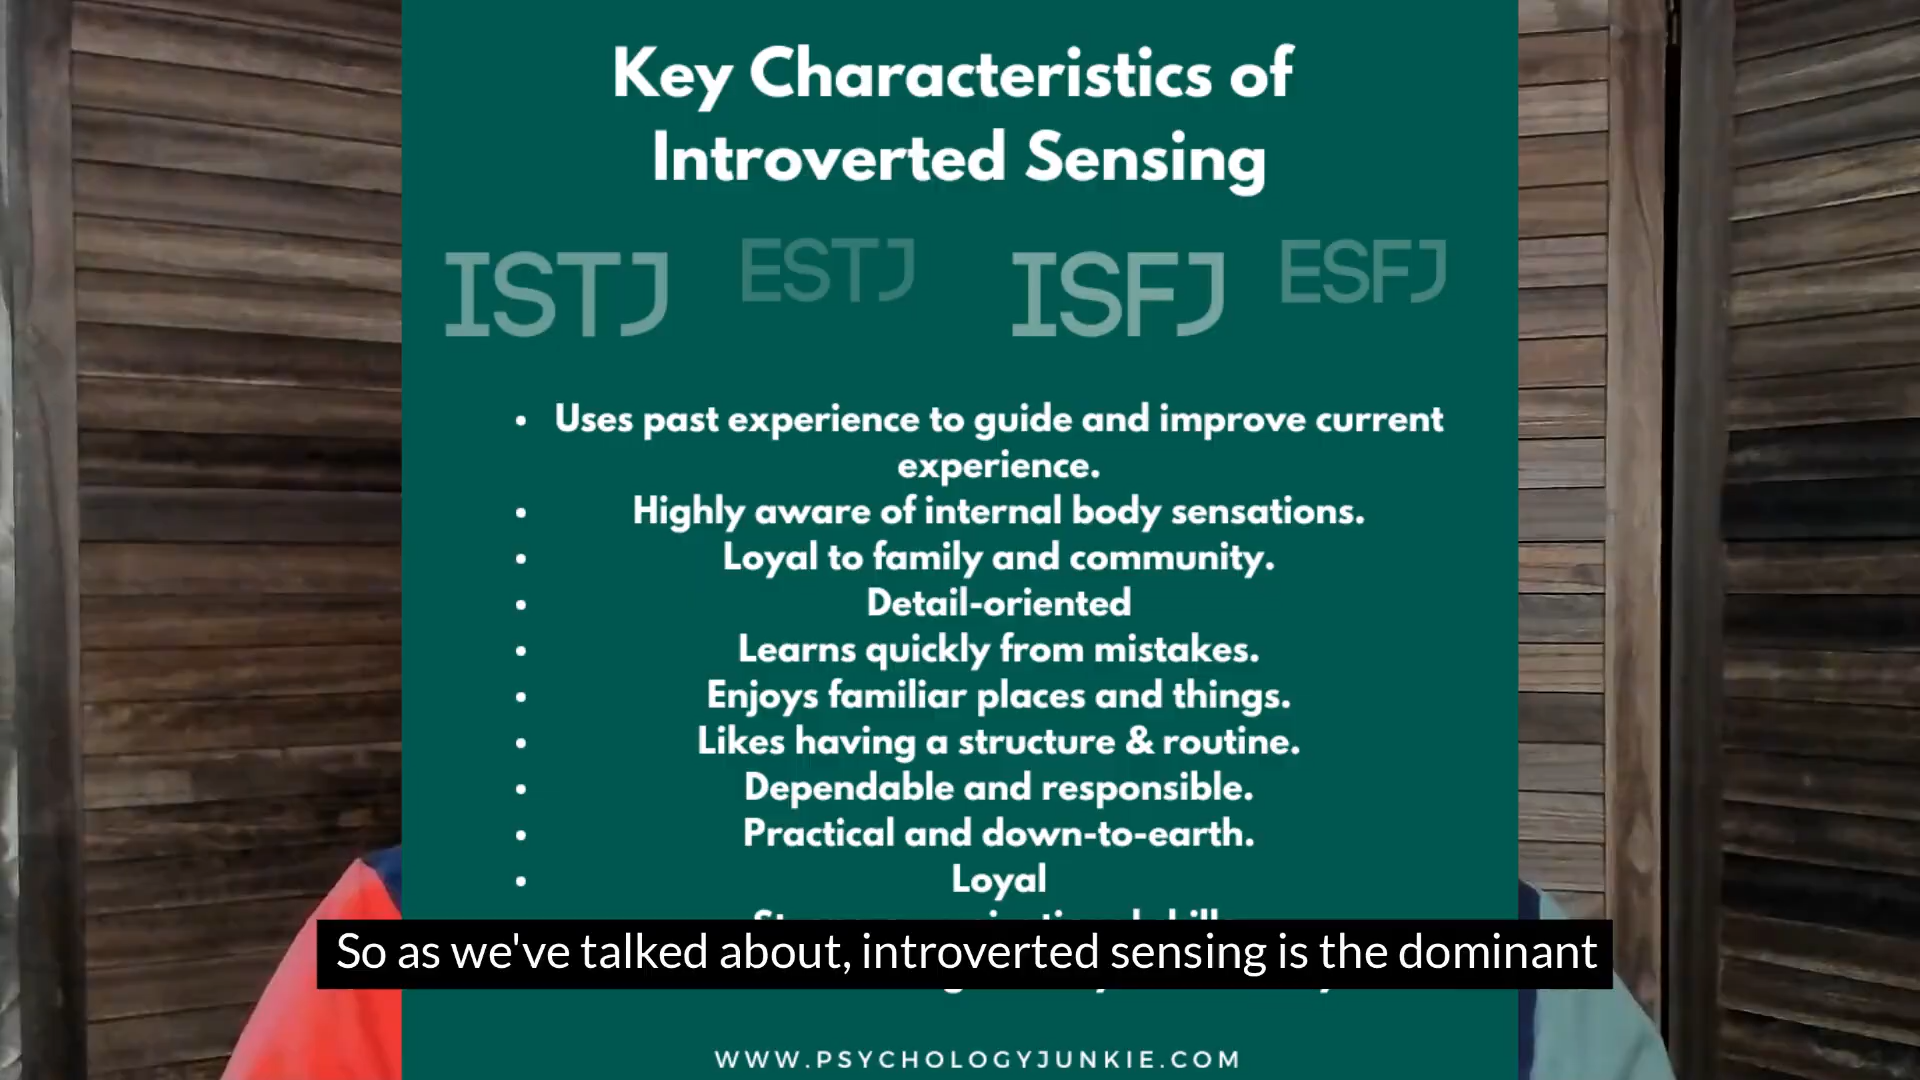 Key Characteristics of
Introverted Sensing
ISTJ ESTJ ISFJ ESFJ
• Uses past experience to guide and improve current
experience.
• Highly aware of internal body sensations.
• Loyal to family and community.
• Detail-oriented
• Learns quickly from mistakes.
• Enjoys familiar places and things.
• Likes having a structure & routine.
• Dependable and responsible.
• Practical and down-to-earth.
• Loyal
So as we've talked about, introverted sensing is the dominant
WWW.PSYCHOLOGYJUNKIE.COM